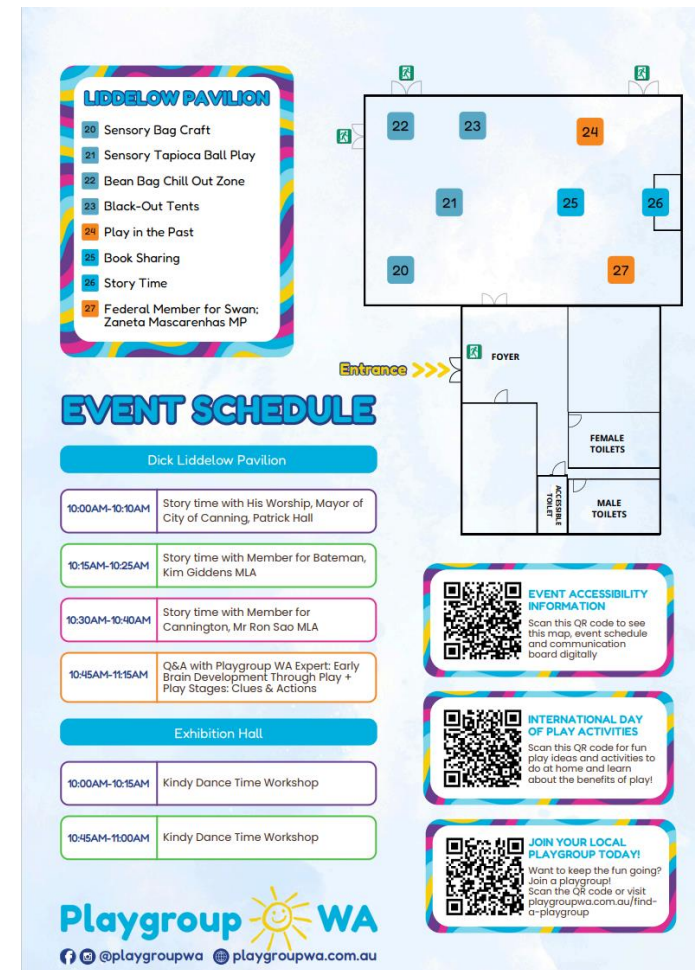 LIDDELOW PAVILION
20 Sensory Bag Craft
21 Sensory Tapioca Ball Play
22 Bean Bag Chill Out Zone
23 Black-Out Tents
24 Play in the Past
25 Book Sharing
26 Story Time
27 Federal Member for Swan;
Zaneta Mascarenhas MP
22
23
24
21
25
26
20
27
Entrance >>>
FOYER
FEMALE
TOILETS
ACCESSIBLE
TOILET
MALE
TOILETS
EVENT SCHEDULE
Dick Liddelow Pavilion
10:00AM-10:10AM
Story time with His Worship, Mayor of
City of Canning, Patrick Hall
10:15AM-10:25AM
Story time with Member for Bateman,
Kim Giddens MLA
10:30AM-10:40AM
Story time with Member for
Cannington, Mr Ron Sao MLA
10:45AM-11:15AM
Q&A with Playgroup WA Expert: Early
Brain Development Through Play +
Play Stages: Clues & Actions
Exhibition Hall
10:00AM-10:15AM
Kindy Dance Time Workshop
10:45AM-11:00AM
Kindy Dance Time Workshop
EVENT ACCESSIBILITY
INFORMATION
Scan this QR code to see
this map, event schedule
and communication
board digitally
INTERNATIONAL DAY
OF PLAY ACTIVITIES
Scan this QR code for fun
play ideas and activities to
do at home and learn
about the benefits of play!
JOIN YOUR LOCAL
PLAYGROUP TODAY!
Want to keep the fun going?
Join a playgroup!
Scan the QR code or visit
playgroupwa.com.au/find-
a-playgroup
Playgroup WA
@playgroupwa playgroupwa.com.au